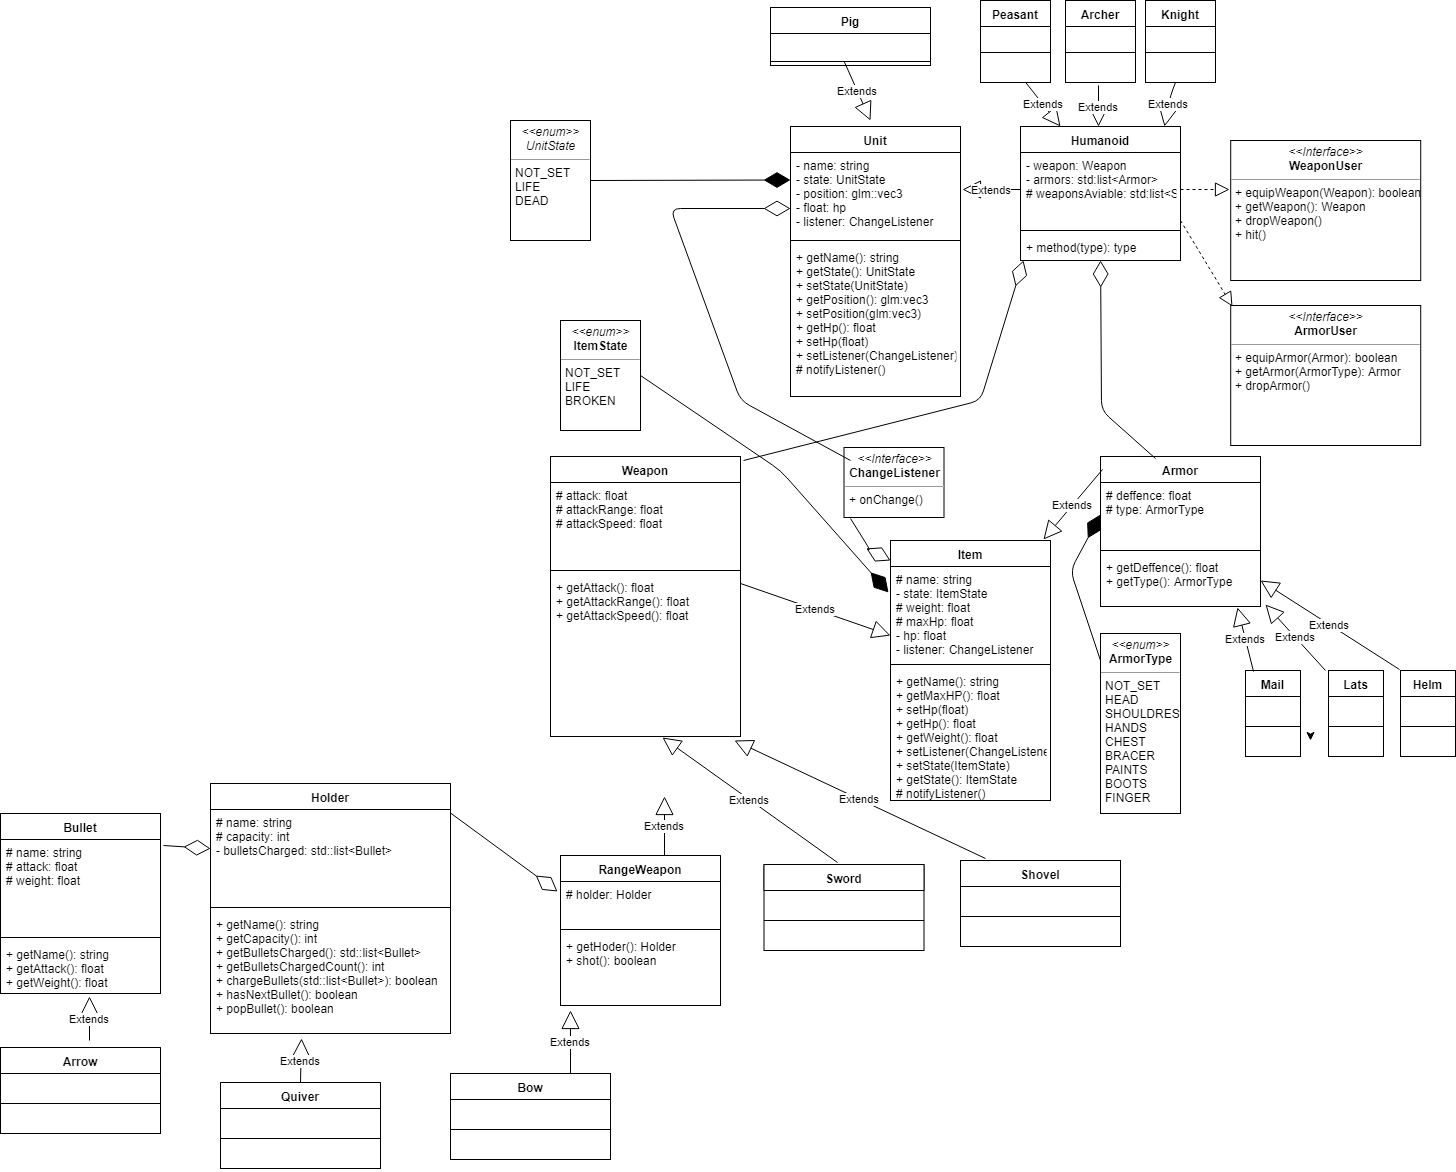 Pig
Extends
Peasant
Archer
Knight
Extends
Extends
Extends
<<enum>>
UnitState
NOT_SET
LIFE
DEAD
Unit
- name: string
- state: UnitState
- position: glm::vec3
- float: hp
- listener: ChangeListener
+ getName(): string
+ getState(): UnitState
+ setState(UnitState)
+ getPosition(): glm:vec3
+ setPosition(glm:vec3)
+ getHp(): float
+ setHp(float)
+ setListener(ChangeListener)
# notifyListener()
Extends
Humanoid
- weapon: Weapon
- armors: std:list<Armor>
# weaponsAviable: std:list<S
+ method(type): type
<<Interface>>
WeaponUser
+ equipWeapon(Weapon): boolean
+ getWeapon(): Weapon
+ dropWeapon()
+ hit()
<<Interface>>
ArmorUser
+ equipArmor(Armor): boolean
+ getArmor(ArmorType): Armor
+ dropArmor()
<<enum>>
ItemState
NOT_SET
LIFE
BROKEN
Weapon
# attack: float
# attackRange: float
# attackSpeed: float
+ getAttack(): float
+ getAttackRange(): float
+ getAttackSpeed(): float
Extends
<<Interface>>
ChangeListener
+ onChange()
Item
# name: string
- state: ItemState
# weight: float
# maxHp: float
- hp: float
- listener: ChangeListener
+ getName(): string
+ getMaxHP(): float
+ setHp(float)
+ getHp(): float
+ getWeight(): float
+ setListener(ChangeListene
+ setState(ItemState)
+ getState(): ItemState
# notifyListener()
Extends
Armor
# deffence: float
# type: ArmorType
+ getDeffence(): float
+ getType(): ArmorType
<<enum>>
ArmorType
NOT_SET
HEAD
SHOULDRES
HANDS
CHEST
BRACER
PAINTS
BOOTS
FINGER
Extends
Extends
Extends
Mail
Lats
Helm
Bullet
# name: string
# attack: float
# weight: float
+ getName(): string
+ getAttack(): float
+ getWeight(): float
Extends
Arrow
Holder
# name: string
# capacity: int
- bulletsCharged: std::list<Bullet>
+ getName(): string
+ getCapacity(): int
+ getBulletsCharged(): std::list<Bullet>
+ getBulletsChargedCount(): int
+ chargeBullets(std::list<Bullet>): boolean
+ hasNextBullet(): boolean
+ popBullet(): boolean
Extends
Quiver
Extends
RangeWeapon
# holder: Holder
+ getHoder(): Holder
+ shot(): boolean
Extends
Bow
Extends
Sword
Extends
Shovel